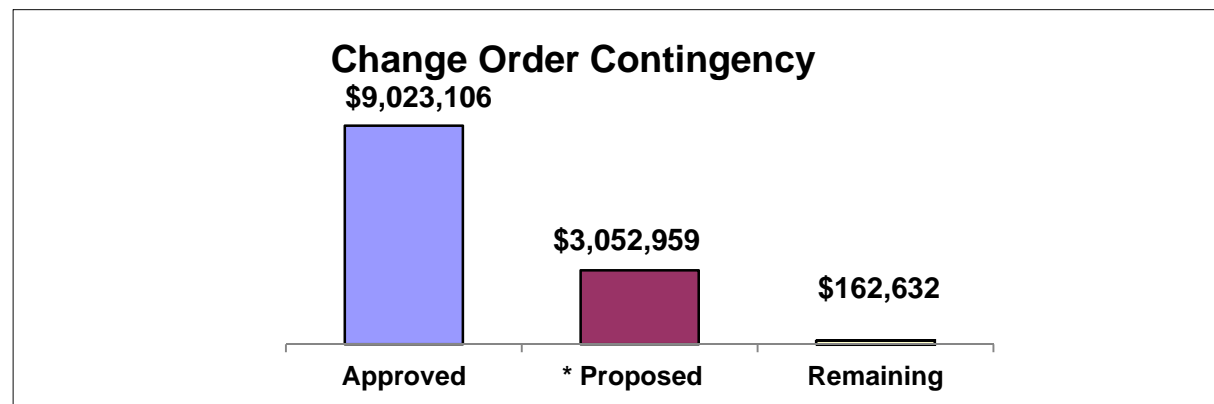 Change Order Contingency
$9,023,106
$3,052,959
$162,632
Approved
* Proposed
Remaining